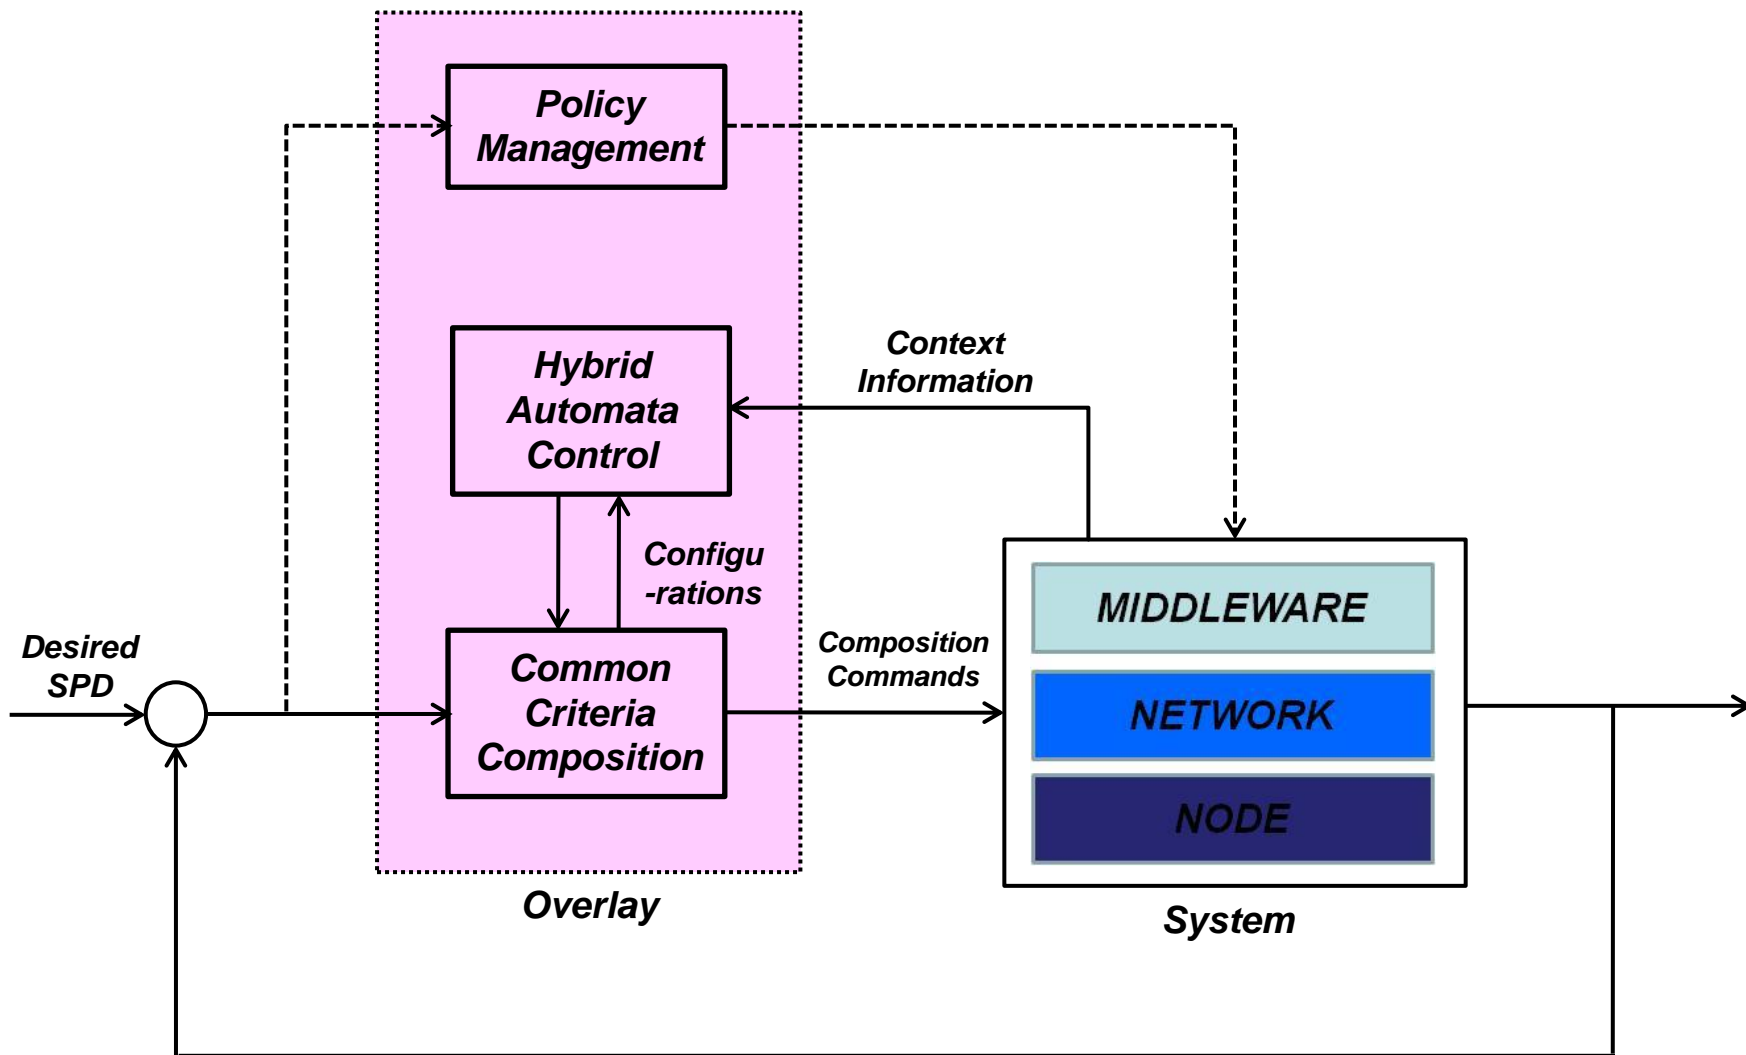 Policy
Management
Hybrid
Automata
Control
Context
Information
Configu
-rations
MIDDLEWARE
Desired
SPD
Common
Criteria
Composition
Composition
Commands
NETWORK
NODE
Overlay
System